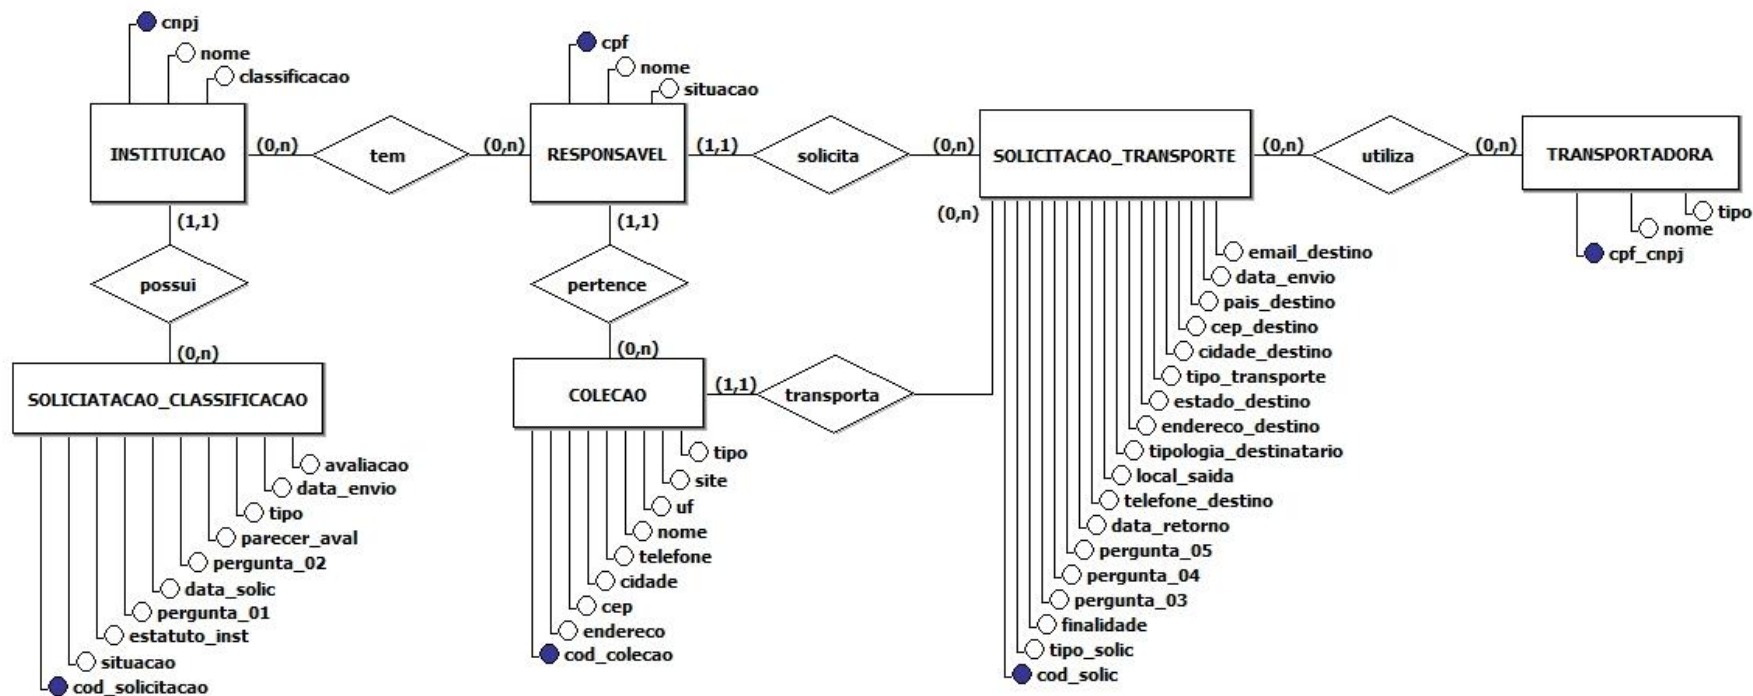 cnpj
nome
classificacao
INSTITUICAO
(0,n)
tem
(0,n)
cpf
nome
situacao
RESPONSAVEL
(1,1)
solicita
(0,n)
SOLICITACAO_TRANSPORTE
(0,n)
utiliza
(0,n)
TRANSPORTADORA
tipo
nome
cpf_cnpj
(1,1)
possui
(0,n)
SOLICIATACAO_CLASSIFICACAO
avaliacao
data_envio
tipo
parecer_aval
pergunta_02
data_solic
pergunta_01
estatuto_inst
situacao
cod_solicitacao
(1,1)
pertence
(0,n)
COLECAO
(1,1)
transporta
(0,n)
tipo
site
uf
nome
telefone
cidade
cep
endereco
cod_colecao
email_destino
data_envio
pais_destino
cep_destino
cidade_destino
tipo_transporte
estado_destino
endereco_destino
tipologia_destinatario
local_saida
telefone_destino
data_retorno
pergunta_05
pergunta_04
pergunta_03
finalidade
tipo_solic
cod_solic